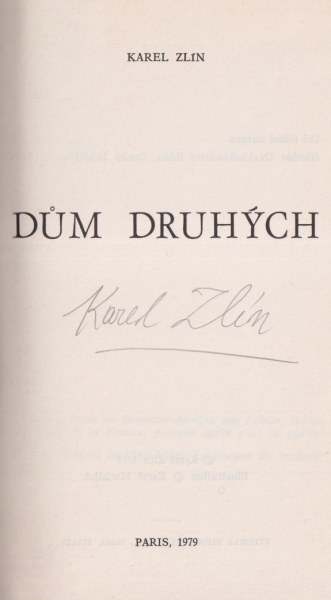 KAREL ZLÍN
DŮM DRUHÝCH
Karel Zlín
PARIS, 1979